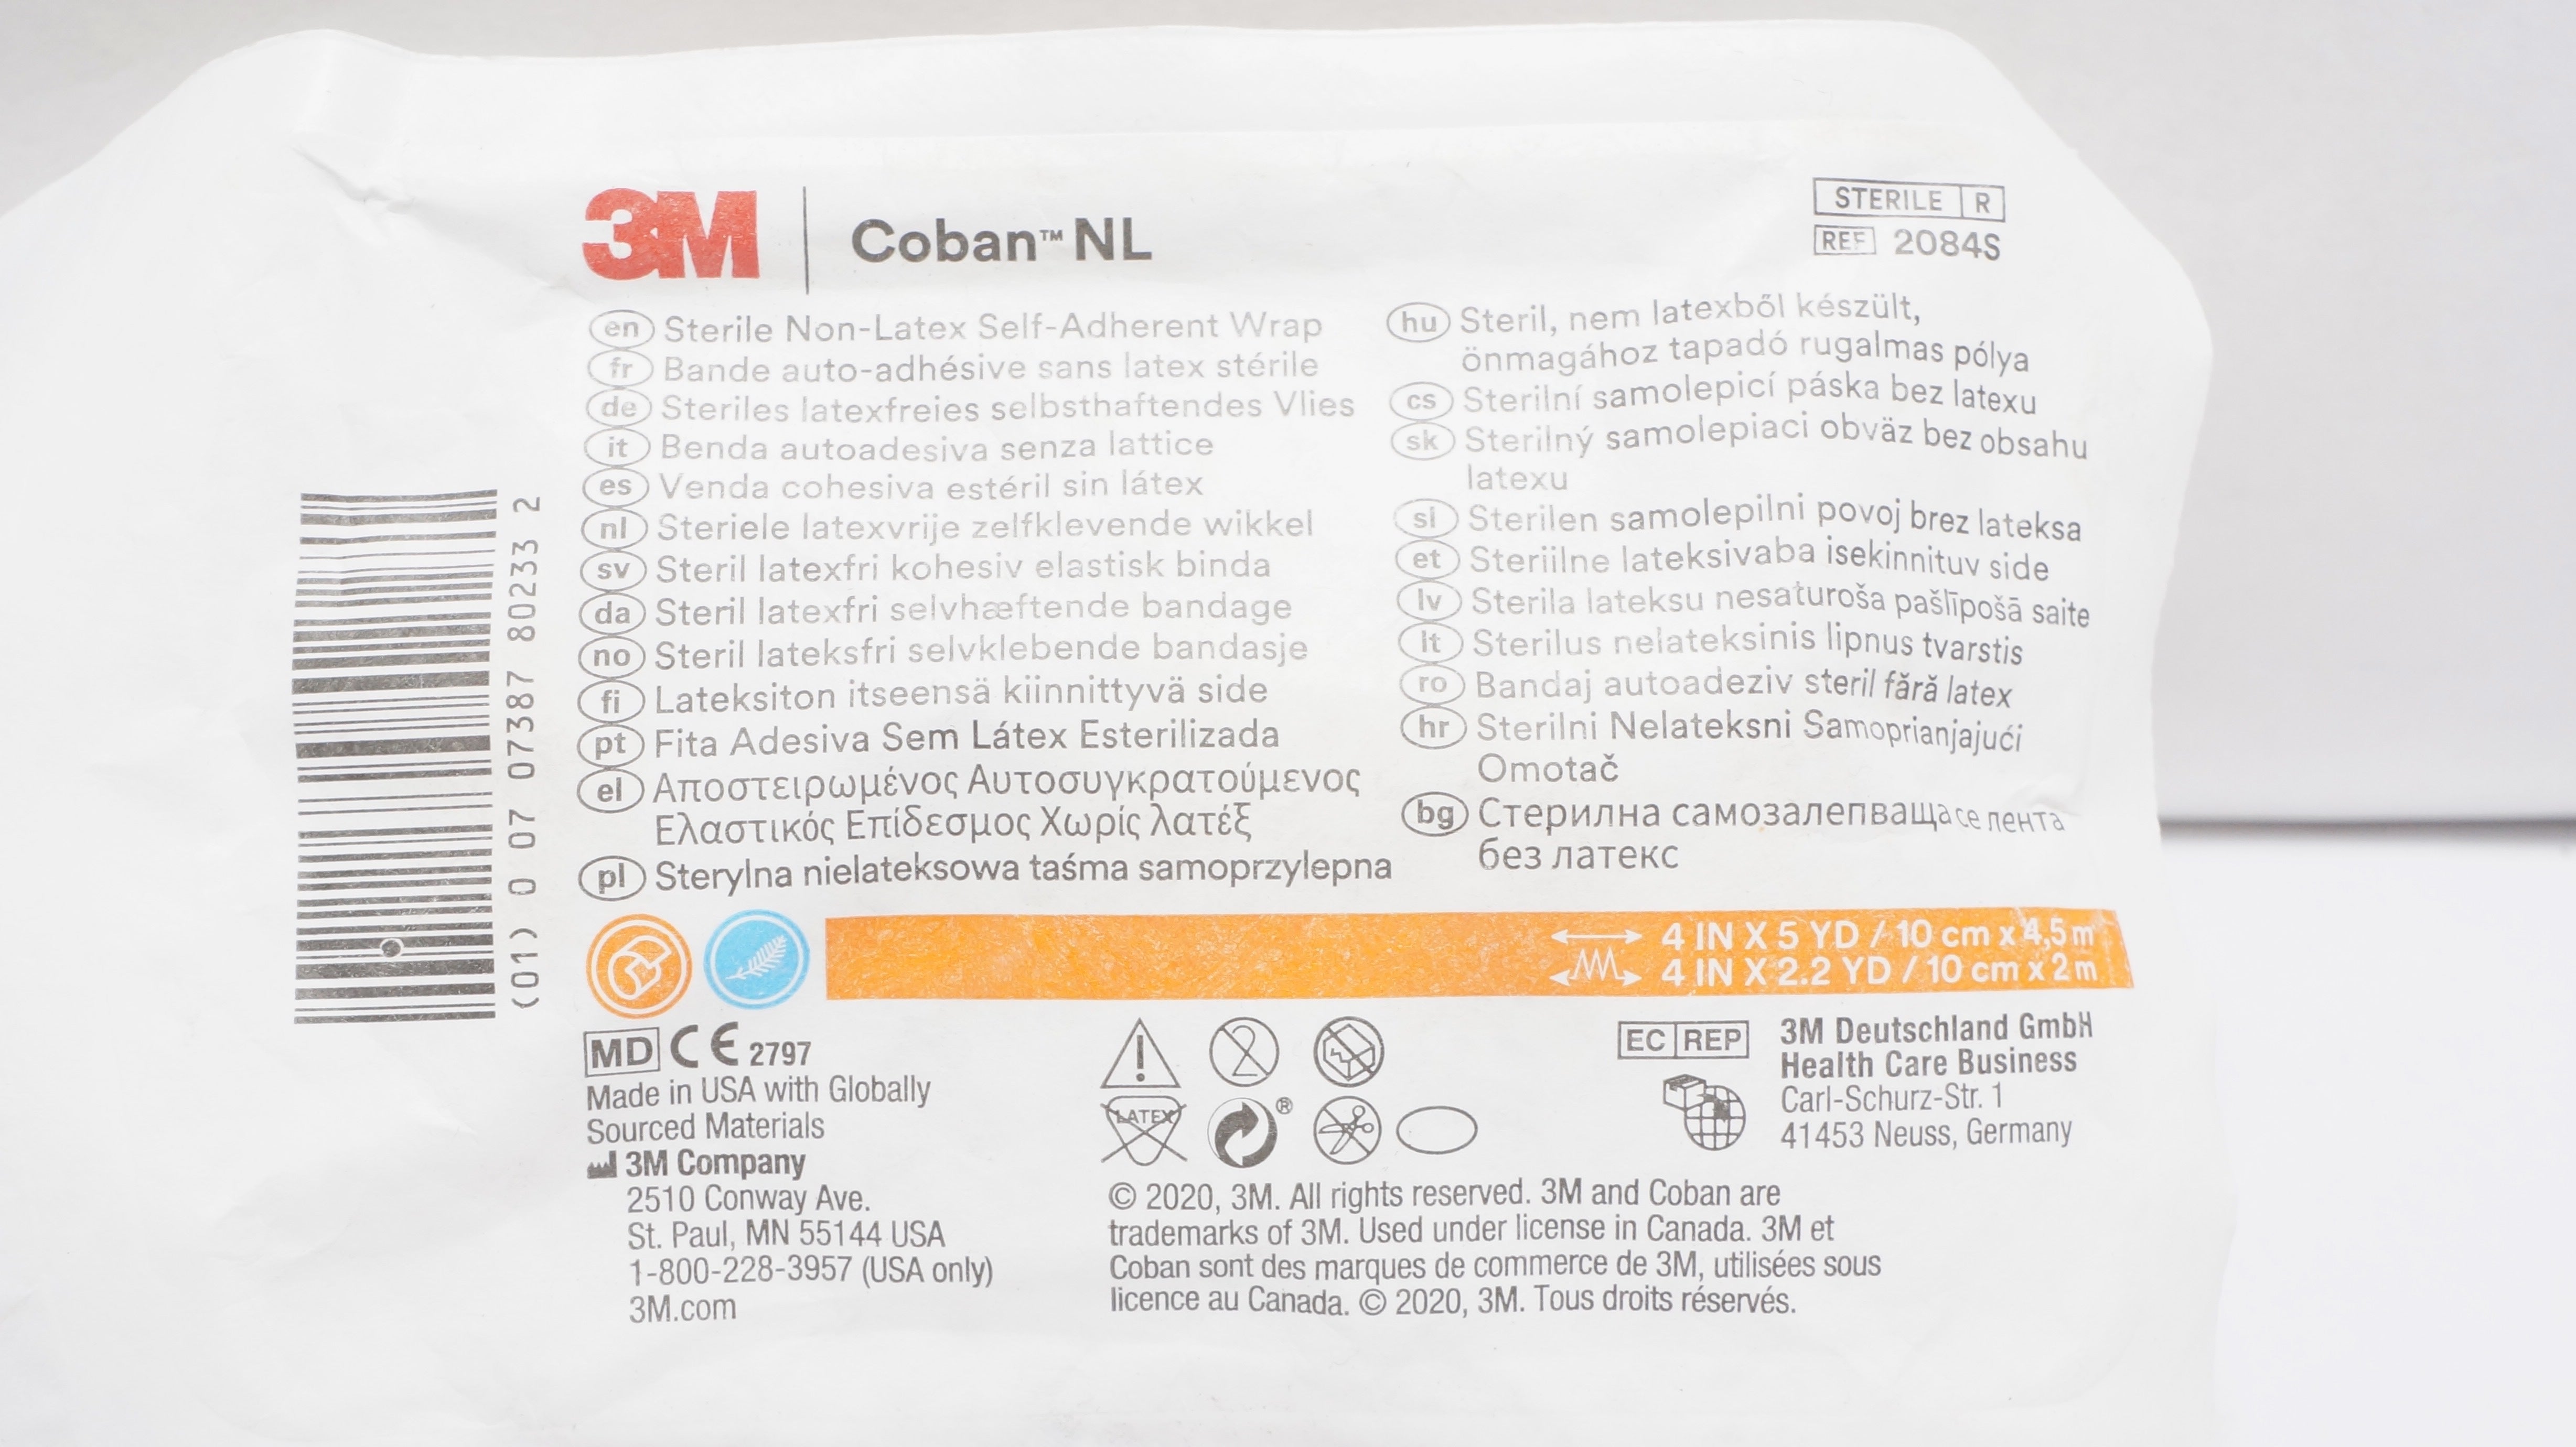 3M Coban™ NL
STERILE R
REF 2084S
en Sterile Non-Latex Self-Adherent Wrap
fr Bande auto-adhésive sans latex stérile
de Steriles latexfreies selbsthaftendes Vlies
it Benda autoadesiva senza lattice
es Venda cohesiva estéril sin látex
nl Steriele latexvrije zelfklevende wikkel
sv Steril latexfri kohesiv elastisk binda
da Steril latexfri selvhæftende bandage
no Steril lateksfri selvklebende bandasje
fi Lateksiton itseensä kiinnittyvä side
pt Fita Adesiva Sem Látex Esterilizada
el Αποστειρωμένος Αυτοσυγκρατούμενος
Ελαστικός Επίδεσμος Χωρίς λατέξ
pl Sterylna nielateksowa taśma samoprzylepna
hu Steril, nem latexből készült,
önmagához tapadó rugalmas pólya
cs Sterilní samolepicí páska bez latexu
sk Sterilný samolepiaci obväz bez obsahu
latexu
si Sterilen samolepilni povoj brez lateksa
et Steriilne lateksivaba isekinnituv side
lv Sterila lateksu nesaturoša pašlīpošā saite
lt Sterilus nelateksinis lipnus tvarstis
ro Bandaj autoadeziv steril fără latex
hr Sterilni Nelateksni Samoprianjajući
Omotač
bg Стерилна самозалепваща се лента
без латекс
(01) 0 07 07387 80233 2
4 IN X 5 YD / 10 cm x 4,5 m
4 IN X 2.2 YD / 10 cm x 2 m
MD CE 2797
Made in USA with Globally
Sourced Materials
3M Company
2510 Conway Ave.
St. Paul, MN 55144 USA
1-800-228-3957 (USA only)
3M.com
2
LATEX ®
EC REP
3M Deutschland GmbH
Health Care Business
Carl-Schurz-Str. 1
41453 Neuss, Germany
© 2020, 3M. All rights reserved. 3M and Coban are
trademarks of 3M. Used under license in Canada. 3M et
Coban sont des marques de commerce de 3M, utilisées sous
licence au Canada. © 2020, 3M. Tous droits réservés.